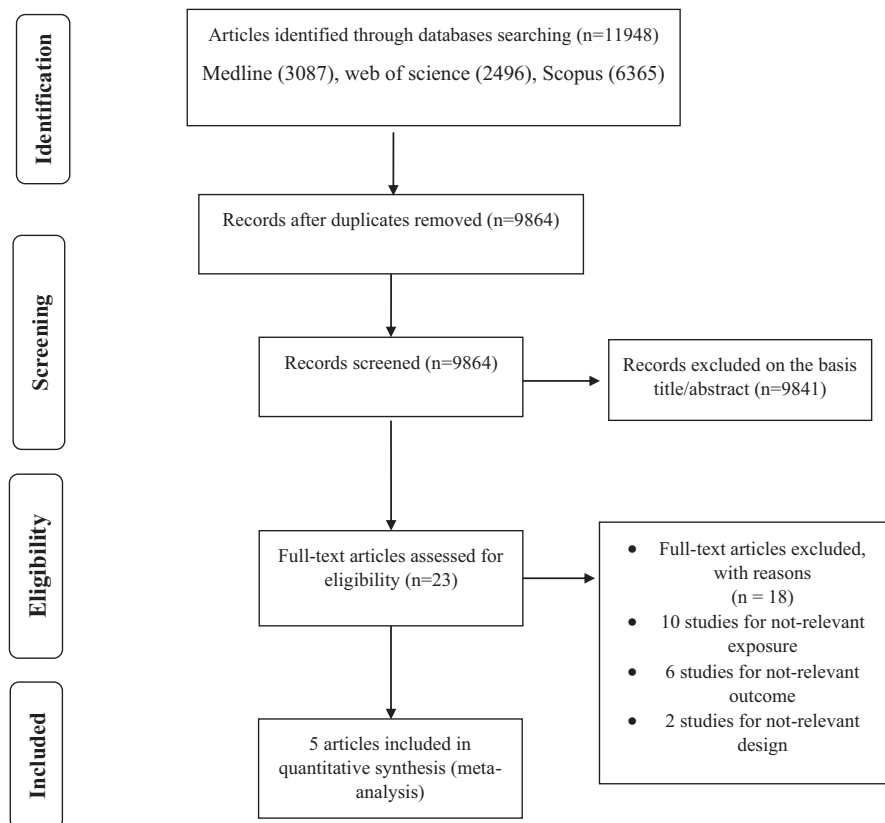 Identification
Articles identified through databases searching (n=11948)
Medline (3087), web of science (2496), Scopus (6365)
Records after duplicates removed (n=9864)
Screening
Records screened (n=9864)
Records excluded on the basis
title/abstract (n=9841)
Eligibility
Full-text articles assessed for
eligibility (n=23)
● Full-text articles excluded,
with reasons
(n = 18)
● 10 studies for not-relevant
exposure
● 6 studies for not-relevant
outcome
● 2 studies for not-relevant
design
Included
5 articles included in
quantitative synthesis (meta-
analysis)